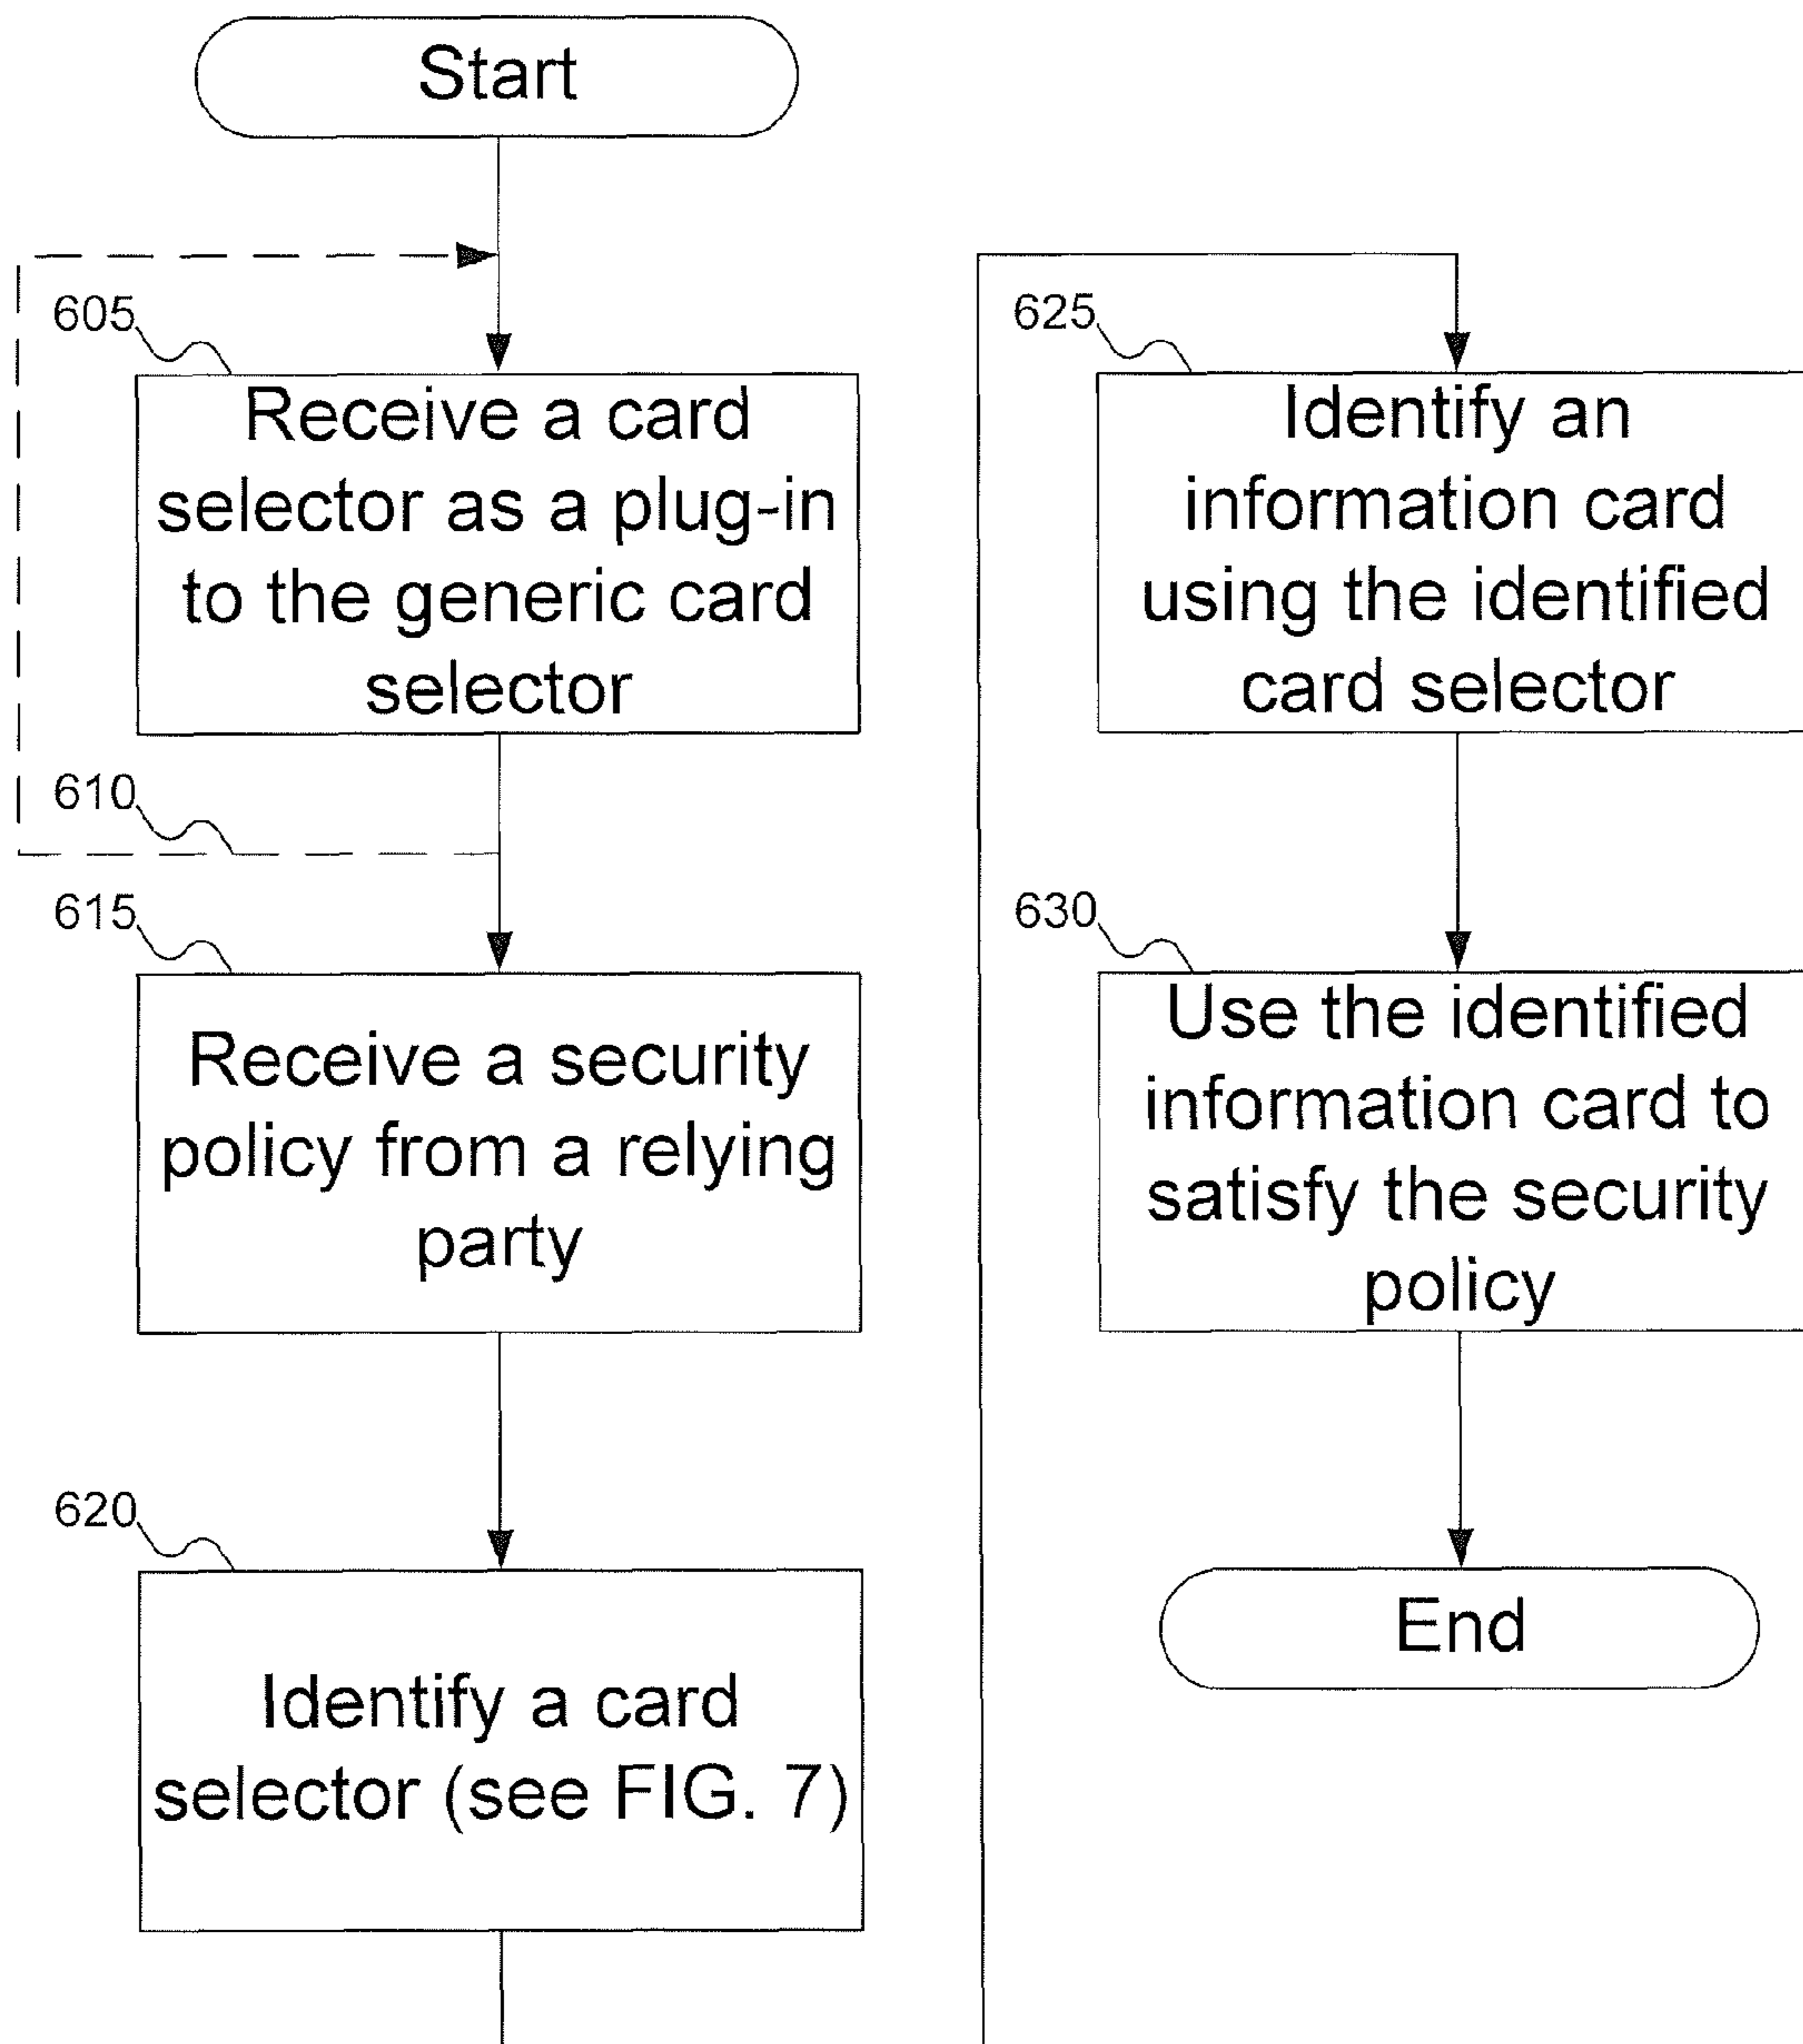 Start
605
Receive a card
selector as a plug-in
to the generic card
selector
610
615
Receive a security
policy from a relying
party
620
Identify a card
selector (see FIG. 7)
625
Identify an
information card
using the identified
card selector
630
Use the identified
information card to
satisfy the security
policy
End